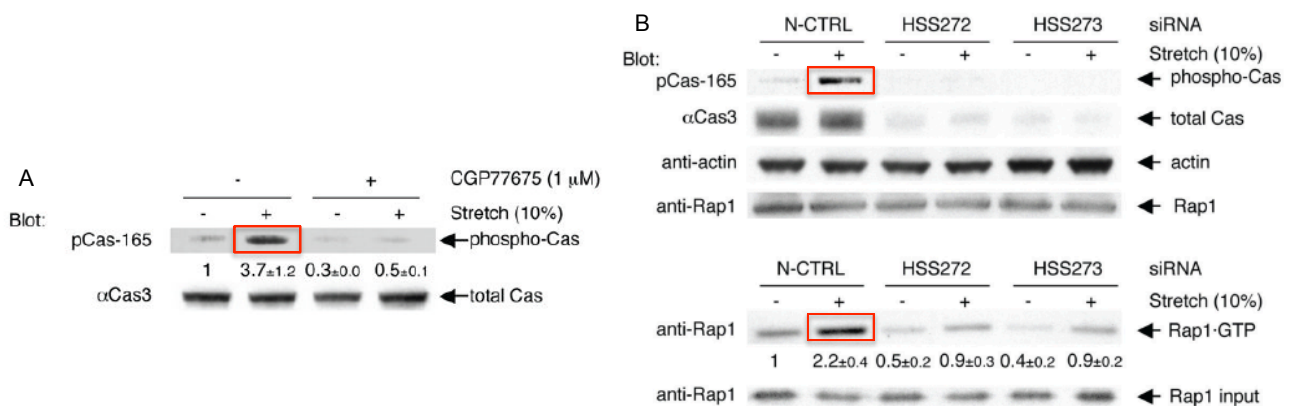 A
- +
CGP77675 (1 μM)
Blot:
- + - +
Stretch (10%)
pCas-165
phospho-Cas
1 3.7±1.2 0.3±0.0 0.5±0.1
αCas3
total Cas
B
N-CTRL HSS272 HSS273 siRNA
Blot:
- + - + - +
Stretch (10%)
pCas-165
phospho-Cas
αCas3
total Cas
anti-actin
actin
anti-Rap1
Rap1
N-CTRL HSS272 HSS273 siRNA
- + - + - +
Stretch (10%)
anti-Rap1
Rap1·GTP
1 2.2±0.4 0.5±0.2 0.9±0.3 0.4±0.2 0.9±0.2
anti-Rap1
Rap1 input